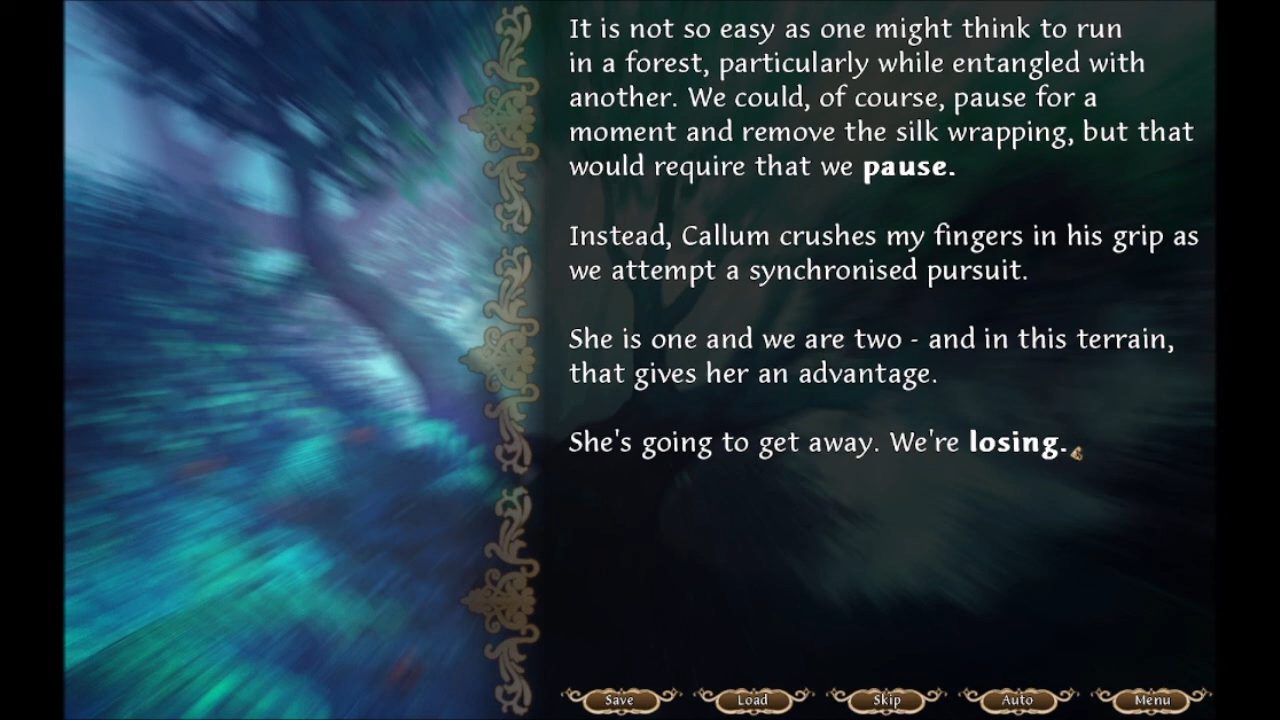 It is not so easy as one might think to run
in a forest, particularly while entangled with
another. We could, of course, pause for a
moment and remove the silk wrapping, but that
would require that we pause.
Instead, Callum crushes my fingers in his grip as
we attempt a synchronised pursuit.
She is one and we are two - and in this terrain,
that gives her an advantage.
She's going to get away. We're losing.
Save Load Skip Auto Menu